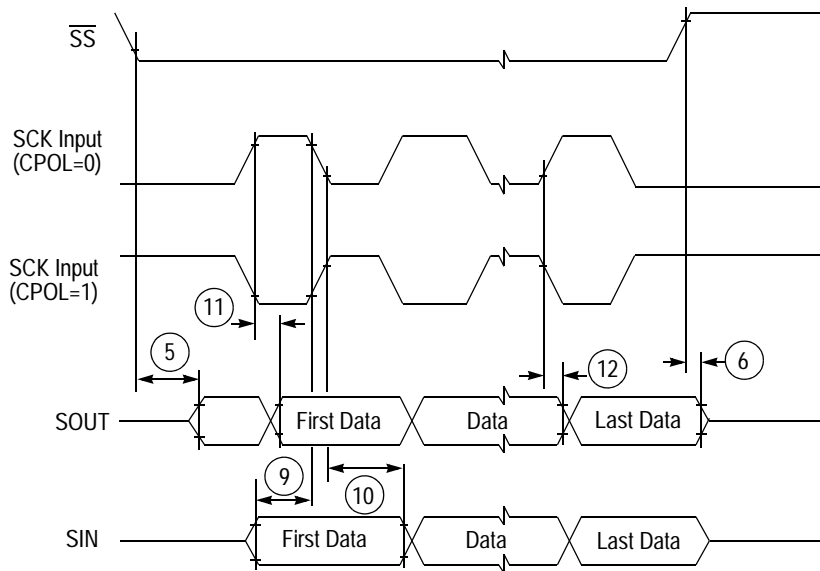 SS
SCK Input
(CPOL=0)
SCK Input
(CPOL=1)
11
5
12
6
SOUT
First Data
Data
Last Data
9
10
SIN
First Data
Data
Last Data